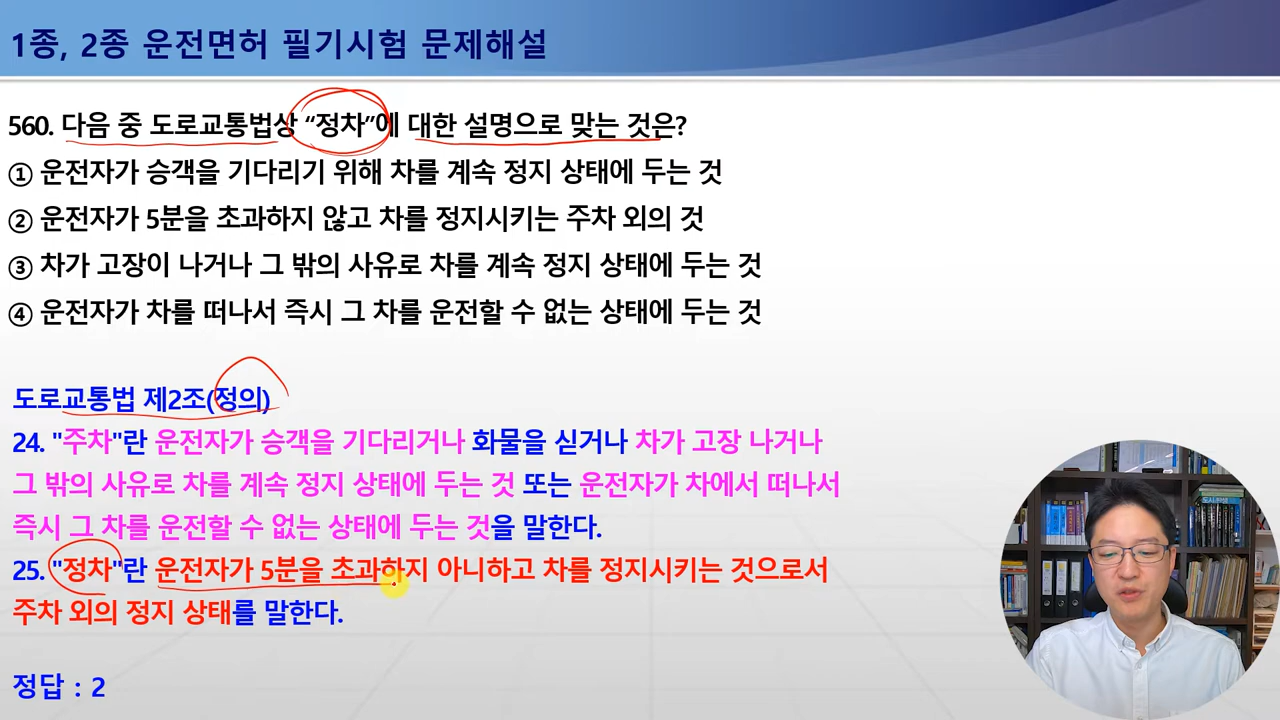 1종, 2종 운전면허 필기시험 문제해설
560. 다음 중 도로교통법상 “정차”에 대한 설명으로 맞는 것은?
① 운전자가 승객을 기다리기 위해 차를 계속 정지 상태에 두는 것
② 운전자가 5분을 초과하지 않고 차를 정지시키는 주차 외의 것
③ 차가 고장이 나거나 그 밖의 사유로 차를 계속 정지 상태에 두는 것
④ 운전자가 차를 떠나서 즉시 그 차를 운전할 수 없는 상태에 두는 것
도로교통법 제2조(정의)
24. "주차"란 운전자가 승객을 기다리거나 화물을 싣거나 차가 고장 나거나
그 밖의 사유로 차를 계속 정지 상태에 두는 것 또는 운전자가 차에서 떠나서
즉시 그 차를 운전할 수 없는 상태에 두는 것을 말한다.
25. "정차"란 운전자가 5분을 초과하지 아니하고 차를 정지시키는 것으로서
주차 외의 정지 상태를 말한다.
정답 : 2